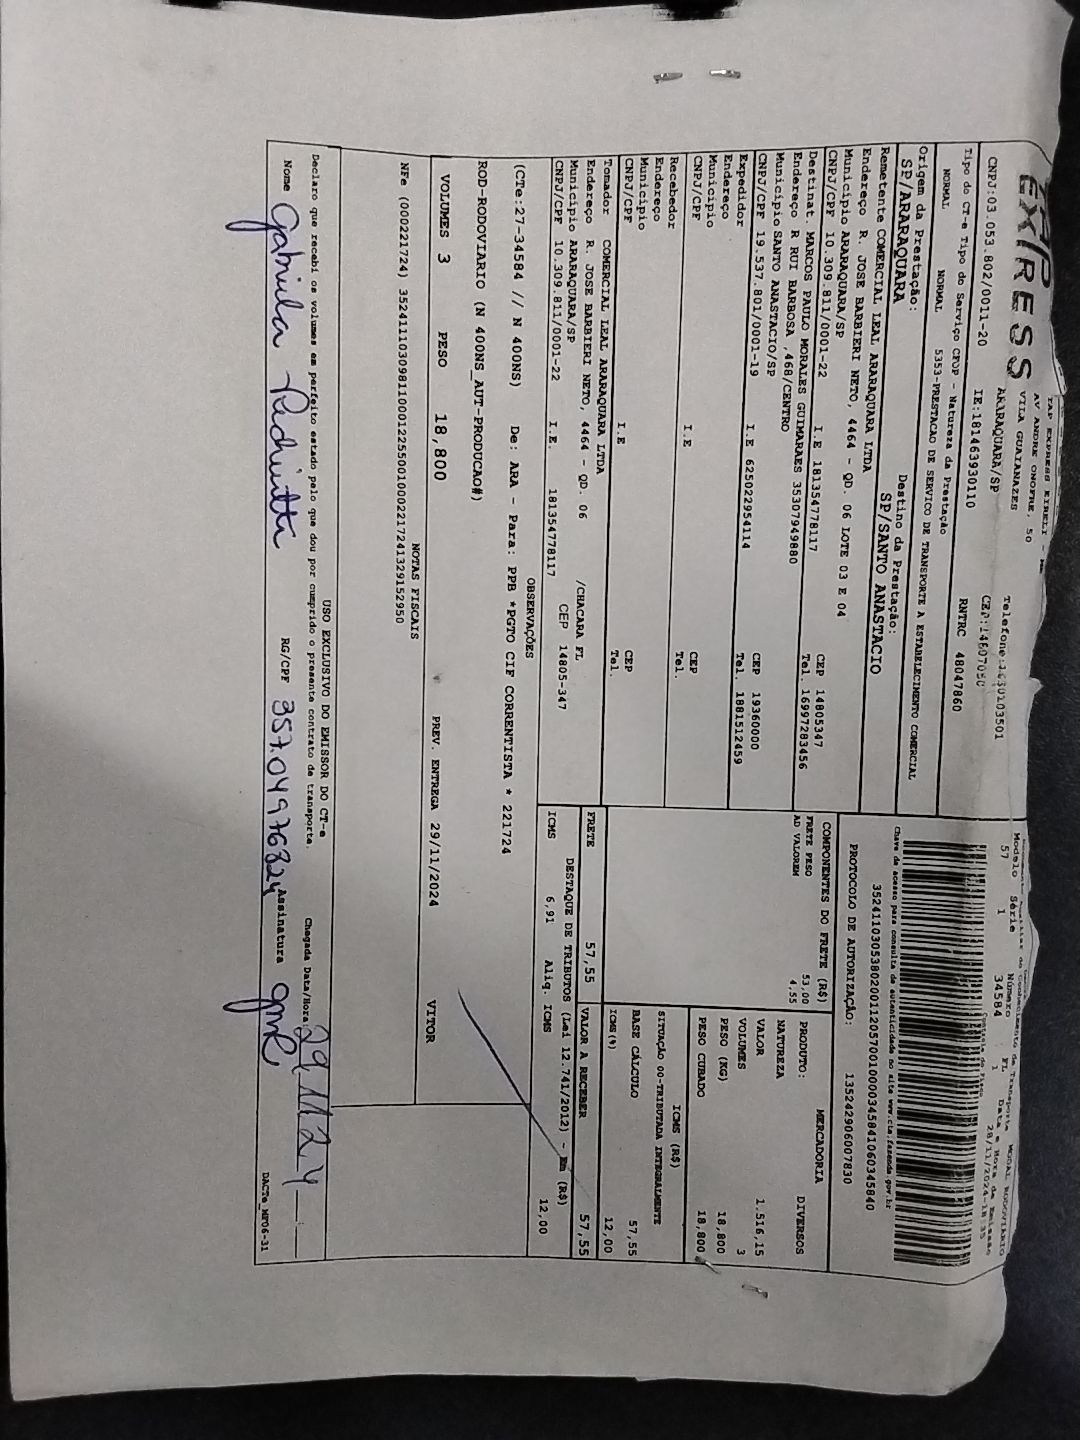 TAP EXPRESS EIRELI - ME
AV ANDRE ONOFRE, 50
VILA GUAIANAZES
EXPRESS ARARAQUARA/SP
CNPJ:03.053.802/0011-20 IE:181463930110
RNTRC 48047860
Modelo Série Número FL Data e Hora de Emissao
57 1 34584 1
Tipo do CT-e Tipo do Serviço CFOP - Natureza da Prestação
NORMAL NORMAL 5353-PRESTACAO DE SERVICO DE TRANSPORTE A ESTABELECIMENTO COMERCIAL
Chave de acesso para consulta de autenticidade no site www.cte.fazenda.gov.br
35241103053802001120570010000345841060345840
PROTOCOLO DE AUTORIZAÇÃO: 135242906007830
Origem da Prestação: Destino da Prestação:
SP/ARARAQUARA SP/SANTO ANASTACIO
Remetente COMERCIAL LEAL ARARAQUARA LTDA
Endereço R. JOSE BARBIERI NETO, 4464 - QD. 06 LOTE 03 E 04
Município ARARAQUARA/SP CEP 14805347
CNPJ/CPF 10.309.811/0001-22 I.E 181354778117 Tel. 16997283456
Destinat. MARCOS PAULO MORALES GUIMARAES 35307949880
Endereço R RUI BARBOSA ,468/CENTRO
Município SANTO ANASTACIO/SP CEP 19360000
CNPJ/CPF 19.537.801/0001-19 I.E 625022954114 Tel. 1881512459
Expedidor
Endereço
Município CEP
CNPJ/CPF I.E Tel.
Recebedor
Endereço
Município CEP
CNPJ/CPF I.E Tel.
Tomador COMERCIAL LEAL ARARAQUARA LTDA
Endereço R. JOSE BARBIERI NETO, 4464 - QD. 06 /CHACARA FL
Município ARARAQUARA/SP CEP 14805-347
CNPJ/CPF 10.309.811/0001-22 I.E. 181354778117
COMPONENTES DO FRETE (R$)
FRETE PESO 53,00
AD VALOREM 4,55
MERCADORIA
PRODUTO: DIVERSOS
NATUREZA
VALOR 1.516,15
VOLUMES 3
PESO (KG) 18,800
PESO CUBADO 18,800
ICMS (R$)
SITUAÇÃO 00-TRIBUTADA INTEGRALMENTE
BASE CÁLCULO 57,55
ICMS(%) 12,00
FRETE 57,55 VALOR A RECEBER 57,55
DESTAQUE DE TRIBUTOS (Lei 12.741/2012) - Em (R$)
ICMS 6,91 Aliq. ICMS 12,00
OBSERVAÇÕES
(CTe:27-34584 // N 400NS) De: ARA - Para: PPB *PGTO CIF CORRENTISTA * 221724
ROD-RODOVIARIO (N 400NS_AUT-PRODUCAO#)
VOLUMES 3 PESO 18,800 PREV. ENTREGA 29/11/2024 VITOR
NOTAS FISCAIS
NFe (000221724) 35241110309811000122550010002217241329152950
USO EXCLUSIVO DO EMISSOR DO CT-e
Declaro que recebi os volumes em perfeito estado pelo que dou por cumprido o presente contrato de transporte. Chegada Data/Hora 29 11 24
Nome Gabriela RG/CPF 35704976824 Assinatura
DACTe MF06-31